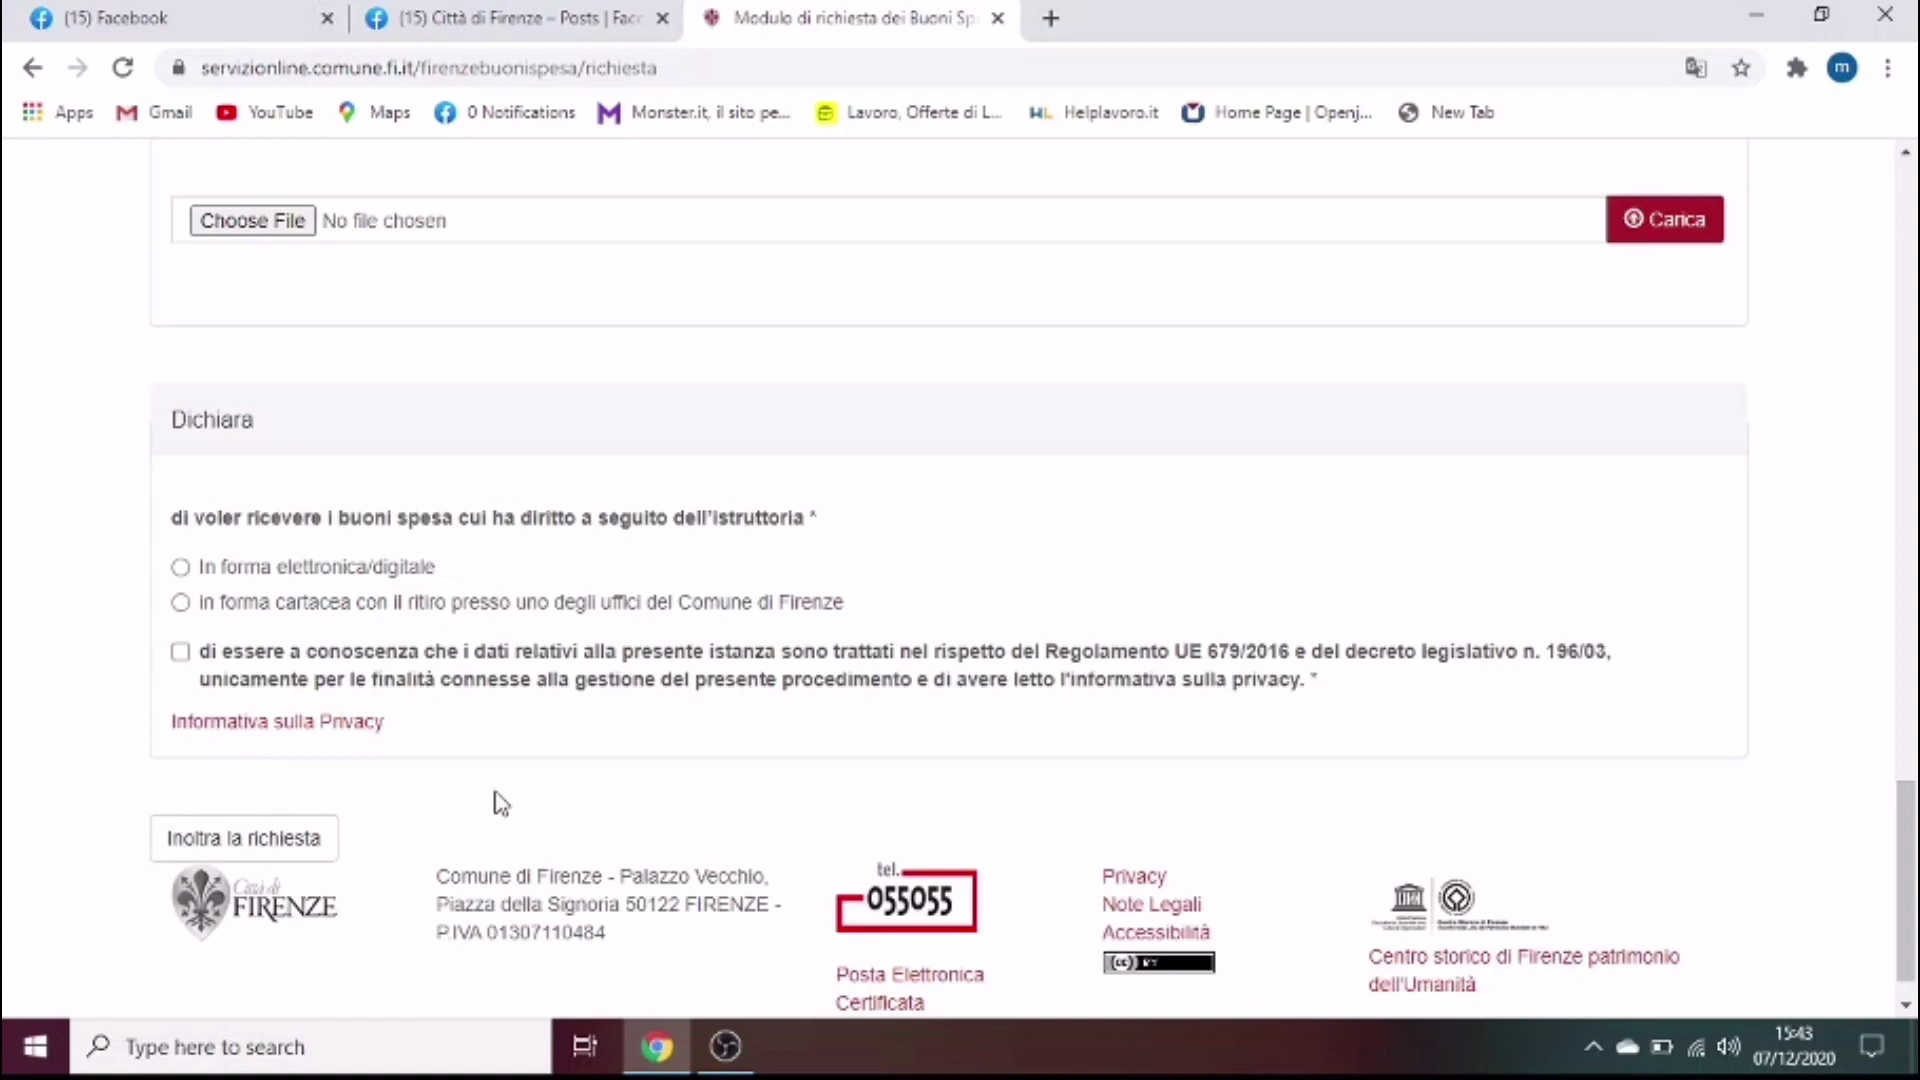 (15) Facebook
(15) Città di Firenze – Posts | Fac
Modulo di richiesta dei Buoni Sp
servizionline.comune.fi.it/firenzebuonispesa/richiesta
m
Apps
Gmail
YouTube
Maps
0 Notifications
Monster.it, il sito pe...
Lavoro, Offerte di L...
Helplavoro.it
Home Page | Openj...
New Tab
Choose File No file chosen
Carica
Dichiara
di voler ricevere i buoni spesa cui ha diritto a seguito dell'istruttoria *
In forma elettronica/digitale
In forma cartacea con il ritiro presso uno degli uffici del Comune di Firenze
di essere a conoscenza che i dati relativi alla presente istanza sono trattati nel rispetto del Regolamento UE 679/2016 e del decreto legislativo n. 196/03,
unicamente per le finalità connesse alla gestione del presente procedimento e di avere letto l'informativa sulla privacy. *
Informativa sulla Privacy
Inoltra la richiesta
Città di
FIRENZE
Comune di Firenze - Palazzo Vecchio,
Piazza della Signoria 50122 FIRENZE -
P.IVA 01307110484
tel.
055055
Posta Elettronica
Certificata
Privacy
Note Legali
Accessibilità
(cc) BY
Centro storico di Firenze patrimonio
dell'Umanità
Type here to search
15:43
07/12/2020